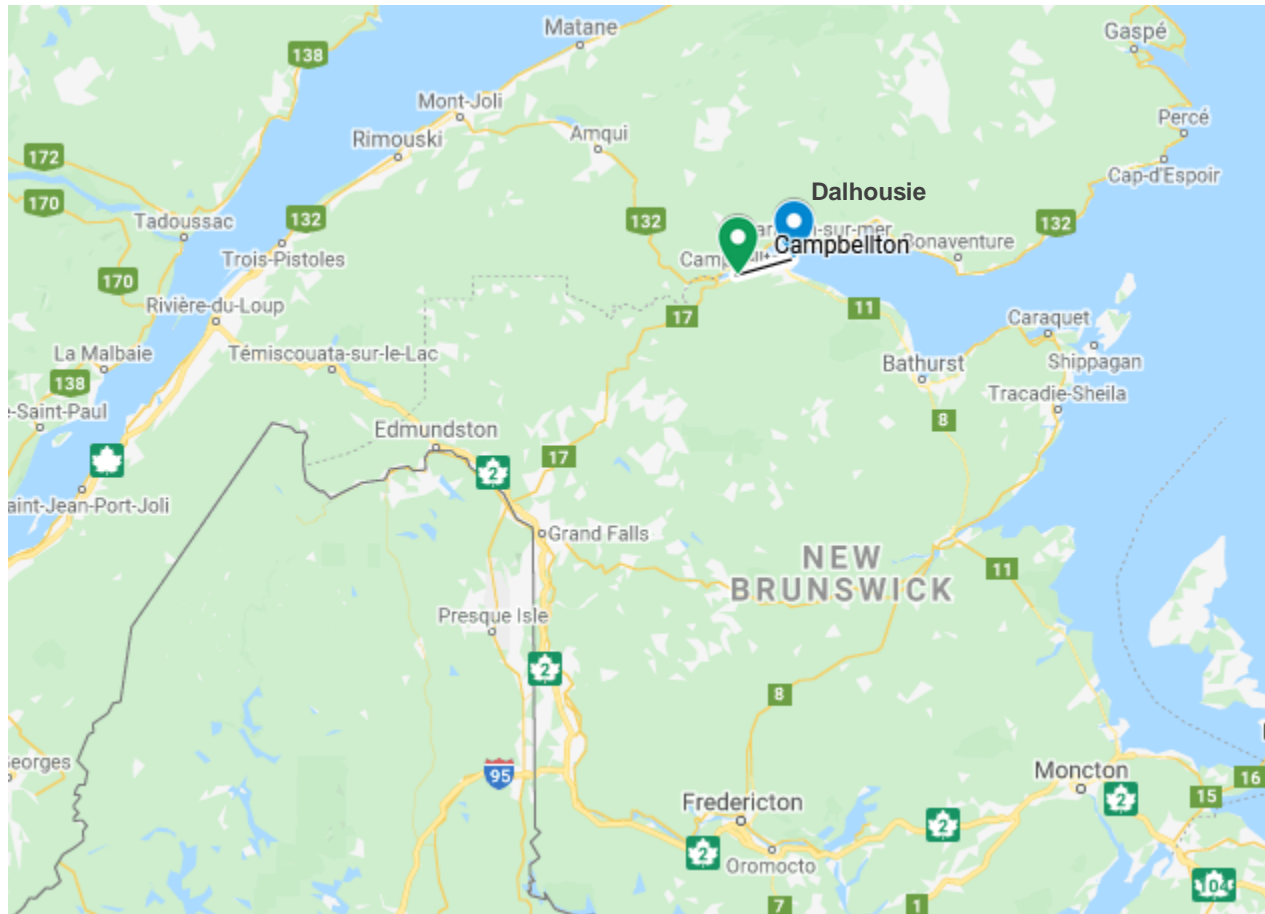 Matane
Gaspé
138
Mont-Joli
Percé
Rimouski
Amqui
172
Cap-d'Espoir
170
Dalhousie
Tadoussac
132
132
132
Trois-Pistoles
Campbellton
Bonaventure
170
Rivière-du-Loup
17
11
Caraquet
La Malbaie
Témiscouata-sur-le-Lac
Bathurst
Shippagan
138
Tracadie-Sheila
e-Saint-Paul
8
Edmundston
17
2
aint-Jean-Port-Joli
Grand Falls
NEW
BRUNSWICK
11
Presque Isle
2
8
95
Georges
Moncton
16
Fredericton
2
15
2
2
Oromocto
104
7
1